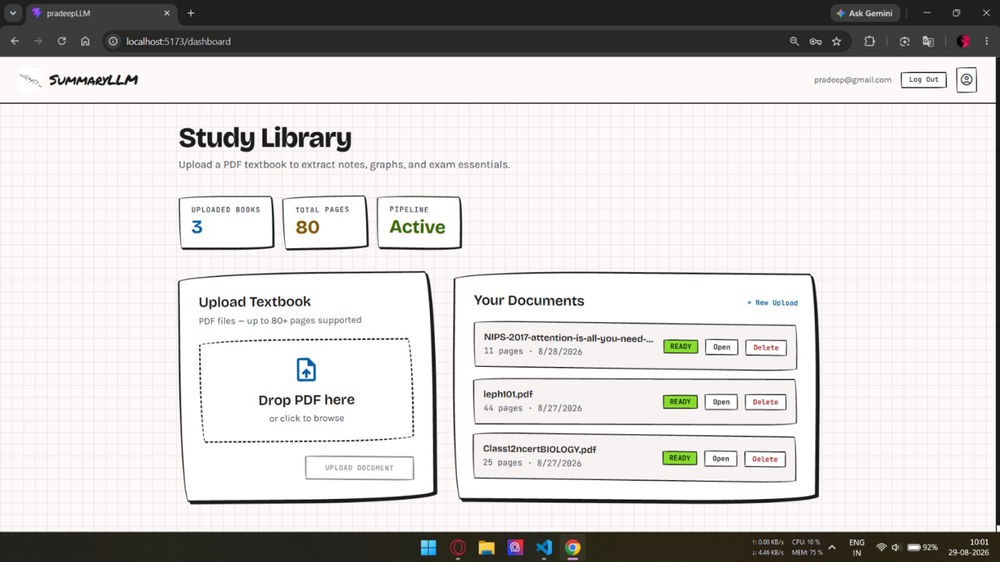 pradeepLLM
Ask Gemini
localhost:5173/dashboard
SummaryLLM
pradeep@gmail.com
Log Out
Study Library
Upload a PDF textbook to extract notes, graphs, and exam essentials.
UPLOADED BOOKS
3
TOTAL PAGES
80
PIPELINE
Active
Upload Textbook
PDF files — up to 80+ pages supported
Drop PDF here
or click to browse
UPLOAD DOCUMENT
Your Documents
+ New Upload
NIPS-2017-attention-is-all-you-need-...
11 pages · 8/28/2026
READY
Open
Delete
leph101.pdf
44 pages · 8/27/2026
READY
Open
Delete
Class12ncertBIOLOGY.pdf
25 pages · 8/27/2026
READY
Open
Delete
↑: 0.00 KB/s CPU: 10 %
↓: 4.46 KB/s MEM: 75 %
ENG
IN
92%
10:01
29-08-2026